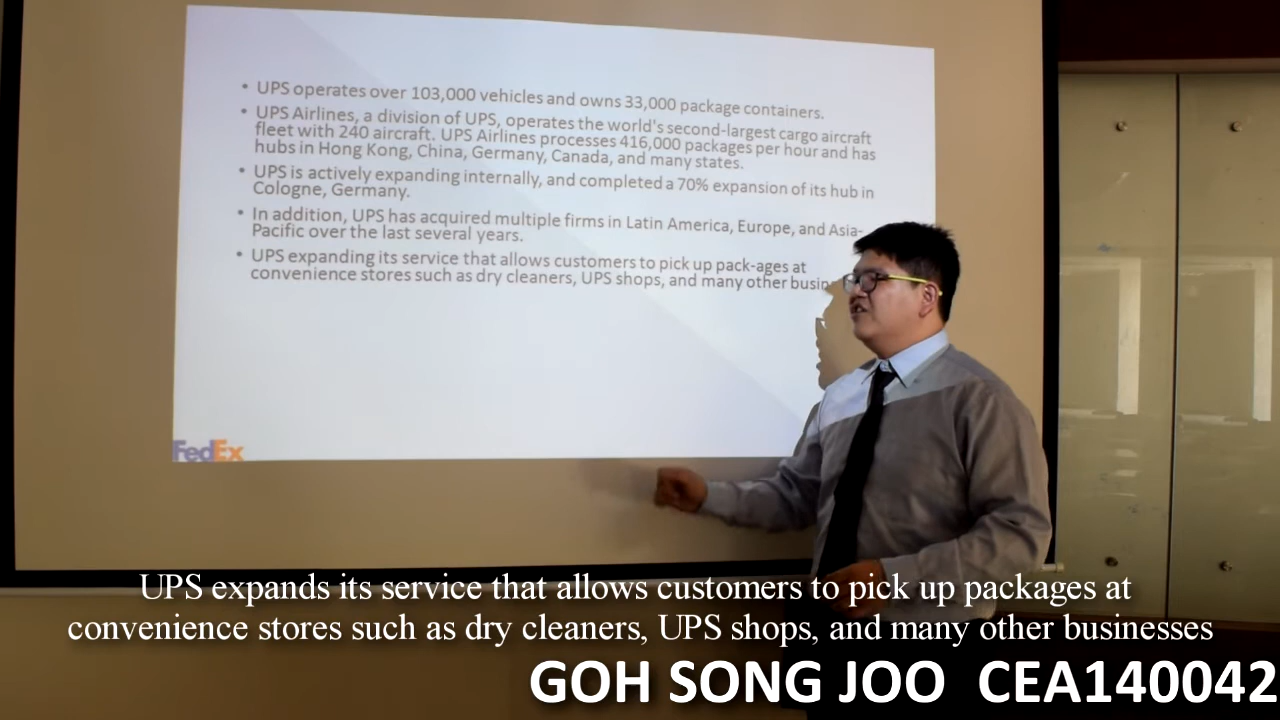 • UPS operates over 103,000 vehicles and owns 33,000 package containers.
• UPS Airlines, a division of UPS, operates the world's second-largest cargo aircraft
fleet with 240 aircraft. UPS Airlines processes 416,000 packages per hour and has
hubs in Hong Kong, China, Germany, Canada, and many states.
• UPS is actively expanding internally, and completed a 70% expansion of its hub in
Cologne, Germany.
• In addition, UPS has acquired multiple firms in Latin America, Europe, and Asia-
Pacific over the last several years.
• UPS expanding its service that allows customers to pick up pack-ages at
convenience stores such as dry cleaners, UPS shops, and many other busin
FedEx
UPS expands its service that allows customers to pick up packages at
convenience stores such as dry cleaners, UPS shops, and many other businesses
GOH SONG JOO CEA140042